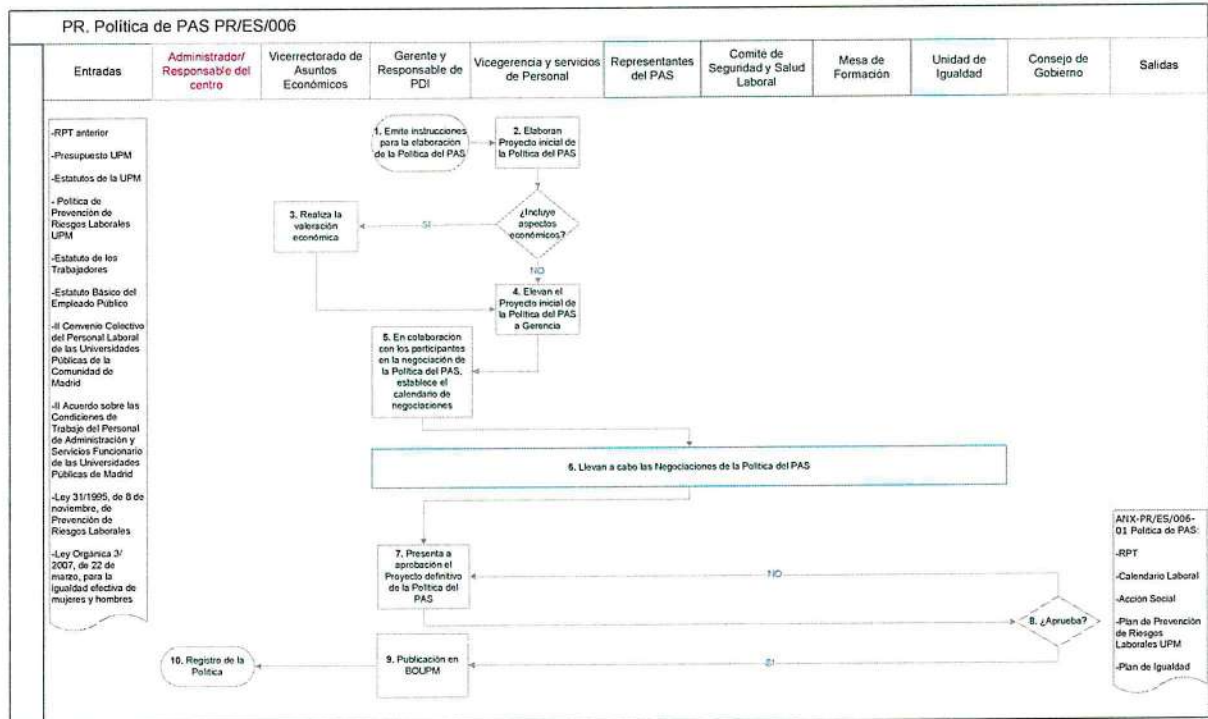 PR. Política de PAS PR/ES/006
Entradas
Administrador/
Responsable del
centro
Vicerrectorado de
Asuntos
Económicos
Gerente y
Responsable de
PDI
Vicegerencia y servicios
de Personal
Representantes
del PAS
Comité de
Seguridad y Salud
Laboral
Mesa de
Formación
Unidad de
Igualdad
Consejo de
Gobierno
Salidas
-RPT anterior
-Presupuesto UPM
-Estatutos de la UPM
- Política de
Prevención de
Riesgos Laborales
UPM
-Estatuto de los
Trabajadores
-Estatuto Básico del
Empleado Público
-II Convenio Colectivo
del Personal Laboral
de las Universidades
Públicas de la
Comunidad de
Madrid
-II Acuerdo sobre las
Condiciones de
Trabajo del Personal
de Administración y
Servicios Funcionario
de las Universidades
Públicas de Madrid
-Ley 31/1995, de 8 de
noviembre, de
Prevención de
Riesgos Laborales
-Ley Orgánica 3/
2007, de 22 de
marzo, para la
igualdad efectiva de
mujeres y hombres
1. Emite instrucciones
para la elaboración
de la Política del PAS
2. Elaboran
Proyecto inicial de
la Política del PAS
¿Incluye
aspectos
económicos?
SI
NO
3. Realiza la
valoración
económica
4. Elevan el
Proyecto inicial de
la Política del PAS
a Gerencia
5. En colaboración
con los participantes
en la negociación de
la Política del PAS,
establece el
calendario de
negociaciones
6. Llevan a cabo las Negociaciones de la Política del PAS
7. Presenta a
aprobación el
Proyecto definitivo
de la Política del
PAS
NO
8. ¿Aprueba?
SI
9. Publicación en
BOUPM
10. Registro de la
Política
ANX-PR/ES/006-
01 Política de PAS:
-RPT
-Calendario Laboral
-Acción Social
-Plan de Prevención
de Riesgos
Laborales UPM
-Plan de Igualdad